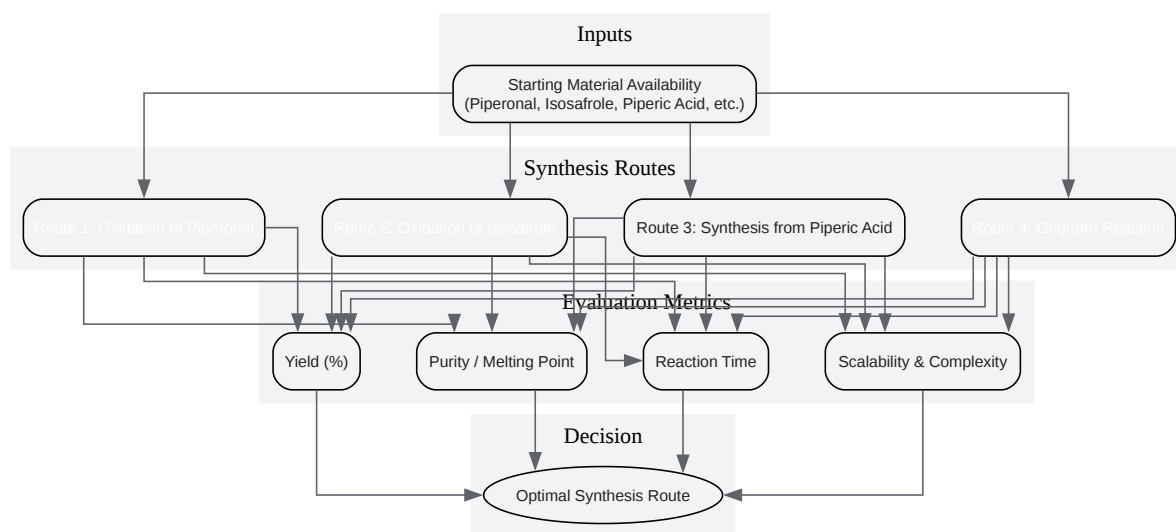 Inputs
Starting Material Availability
(Piperonal, Isosafrole, Piperic Acid, etc.)
Synthesis Routes
Route 1: Oxidation of Piperonal
Route 2: Oxidation of Isosafrole
Route 3: Synthesis from Piperic Acid
Route 4: Grignard Reaction
Evaluation Metrics
Yield (%)
Purity / Melting Point
Reaction Time
Scalability & Complexity
Decision
Optimal Synthesis Route